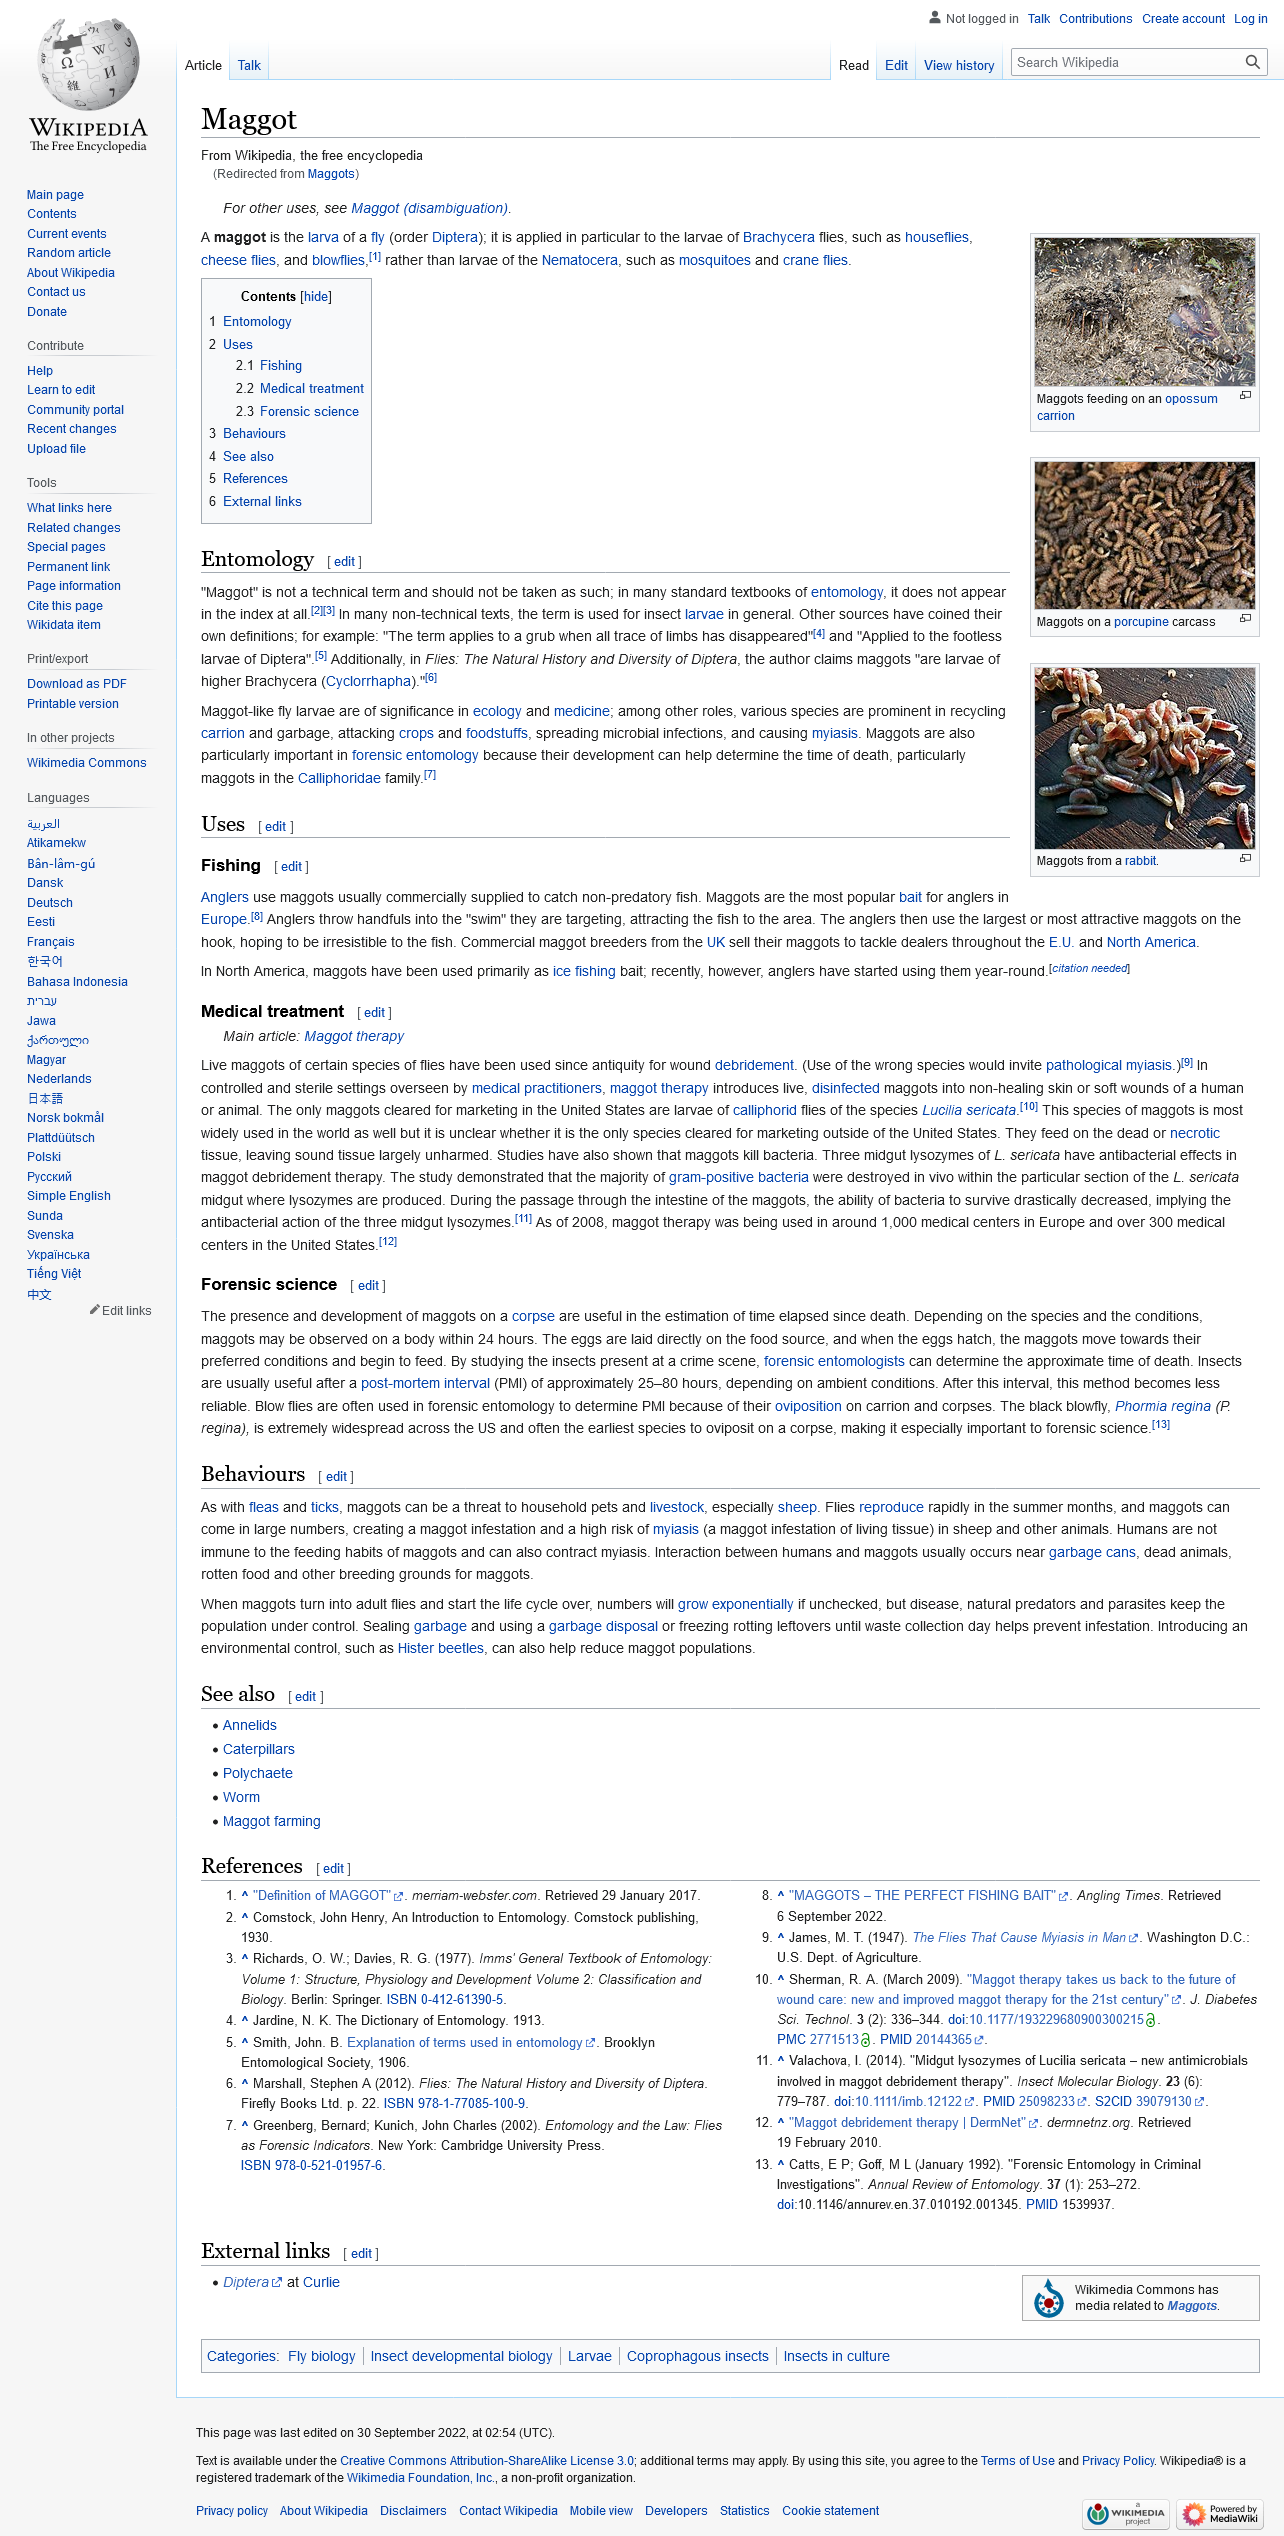 Not logged in Talk Contributions Create account Log in
Article Talk Read Edit View history Search Wikipedia
WIKIPEDIA
The Free Encyclopedia
Main page
Contents
Current events
Random article
About Wikipedia
Contact us
Donate
Contribute
Help
Learn to edit
Community portal
Recent changes
Upload file
Tools
What links here
Related changes
Special pages
Permanent link
Page information
Cite this page
Wikidata item
Print/export
Download as PDF
Printable version
In other projects
Wikimedia Commons
Languages
العربية
Atikamekw
Bân-lâm-gú
Dansk
Deutsch
Eesti
Français
한국어
Bahasa Indonesia
עברית
Jawa
ქართული
Magyar
Nederlands
日本語
Norsk bokmål
Plattdüütsch
Polski
Русский
Simple English
Sunda
Svenska
Українська
Tiếng Việt
中文
Edit links
Maggot
From Wikipedia, the free encyclopedia
(Redirected from Maggots)
For other uses, see Maggot (disambiguation).
A maggot is the larva of a fly (order Diptera); it is applied in particular to the larvae of Brachycera flies, such as houseflies,
cheese flies, and blowflies,[1] rather than larvae of the Nematocera, such as mosquitoes and crane flies.
Maggots feeding on an opossum
carrion
Maggots on a porcupine carcass
Maggots from a rabbit.
Contents [hide]
1 Entomology
2 Uses
2.1 Fishing
2.2 Medical treatment
2.3 Forensic science
3 Behaviours
4 See also
5 References
6 External links
Entomology [ edit ]
"Maggot" is not a technical term and should not be taken as such; in many standard textbooks of entomology, it does not appear
in the index at all.[2][3] In many non-technical texts, the term is used for insect larvae in general. Other sources have coined their
own definitions; for example: "The term applies to a grub when all trace of limbs has disappeared"[4] and "Applied to the footless
larvae of Diptera".[5] Additionally, in Flies: The Natural History and Diversity of Diptera, the author claims maggots "are larvae of
higher Brachycera (Cyclorrhapha)."[6]
Maggot-like fly larvae are of significance in ecology and medicine; among other roles, various species are prominent in recycling
carrion and garbage, attacking crops and foodstuffs, spreading microbial infections, and causing myiasis. Maggots are also
particularly important in forensic entomology because their development can help determine the time of death, particularly
maggots in the Calliphoridae family.[7]
Uses [ edit ]
Fishing [ edit ]
Anglers use maggots usually commercially supplied to catch non-predatory fish. Maggots are the most popular bait for anglers in
Europe.[8] Anglers throw handfuls into the "swim" they are targeting, attracting the fish to the area. The anglers then use the largest or most attractive maggots on the
hook, hoping to be irresistible to the fish. Commercial maggot breeders from the UK sell their maggots to tackle dealers throughout the E.U. and North America.
In North America, maggots have been used primarily as ice fishing bait; recently, however, anglers have started using them year-round.[citation needed]
Medical treatment [ edit ]
Main article: Maggot therapy
Live maggots of certain species of flies have been used since antiquity for wound debridement. (Use of the wrong species would invite pathological myiasis.)[9] In
controlled and sterile settings overseen by medical practitioners, maggot therapy introduces live, disinfected maggots into non-healing skin or soft wounds of a human
or animal. The only maggots cleared for marketing in the United States are larvae of calliphorid flies of the species Lucilia sericata.[10] This species of maggots is most
widely used in the world as well but it is unclear whether it is the only species cleared for marketing outside of the United States. They feed on the dead or necrotic
tissue, leaving sound tissue largely unharmed. Studies have also shown that maggots kill bacteria. Three midgut lysozymes of L. sericata have antibacterial effects in
maggot debridement therapy. The study demonstrated that the majority of gram-positive bacteria were destroyed in vivo within the particular section of the L. sericata
midgut where lysozymes are produced. During the passage through the intestine of the maggots, the ability of bacteria to survive drastically decreased, implying the
antibacterial action of the three midgut lysozymes.[11] As of 2008, maggot therapy was being used in around 1,000 medical centers in Europe and over 300 medical
centers in the United States.[12]
Forensic science [ edit ]
The presence and development of maggots on a corpse are useful in the estimation of time elapsed since death. Depending on the species and the conditions,
maggots may be observed on a body within 24 hours. The eggs are laid directly on the food source, and when the eggs hatch, the maggots move towards their
preferred conditions and begin to feed. By studying the insects present at a crime scene, forensic entomologists can determine the approximate time of death. Insects
are usually useful after a post-mortem interval (PMI) of approximately 25–80 hours, depending on ambient conditions. After this interval, this method becomes less
reliable. Blow flies are often used in forensic entomology to determine PMI because of their oviposition on carrion and corpses. The black blowfly, Phormia regina (P.
regina), is extremely widespread across the US and often the earliest species to oviposit on a corpse, making it especially important to forensic science.[13]
Behaviours [ edit ]
As with fleas and ticks, maggots can be a threat to household pets and livestock, especially sheep. Flies reproduce rapidly in the summer months, and maggots can
come in large numbers, creating a maggot infestation and a high risk of myiasis (a maggot infestation of living tissue) in sheep and other animals. Humans are not
immune to the feeding habits of maggots and can also contract myiasis. Interaction between humans and maggots usually occurs near garbage cans, dead animals,
rotten food and other breeding grounds for maggots.
When maggots turn into adult flies and start the life cycle over, numbers will grow exponentially if unchecked, but disease, natural predators and parasites keep the
population under control. Sealing garbage and using a garbage disposal or freezing rotting leftovers until waste collection day helps prevent infestation. Introducing an
environmental control, such as Hister beetles, can also help reduce maggot populations.
See also [ edit ]
• Annelids
• Caterpillars
• Polychaete
• Worm
• Maggot farming
References [ edit ]
1. ^ "Definition of MAGGOT". merriam-webster.com. Retrieved 29 January 2017.
2. ^ Comstock, John Henry, An Introduction to Entomology. Comstock publishing,
1930.
3. ^ Richards, O. W.; Davies, R. G. (1977). Imms' General Textbook of Entomology:
Volume 1: Structure, Physiology and Development Volume 2: Classification and
Biology. Berlin: Springer. ISBN 0-412-61390-5.
4. ^ Jardine, N. K. The Dictionary of Entomology. 1913.
5. ^ Smith, John. B. Explanation of terms used in entomology. Brooklyn
Entomological Society, 1906.
6. ^ Marshall, Stephen A (2012). Flies: The Natural History and Diversity of Diptera.
Firefly Books Ltd. p. 22. ISBN 978-1-77085-100-9.
7. ^ Greenberg, Bernard; Kunich, John Charles (2002). Entomology and the Law: Flies
as Forensic Indicators. New York: Cambridge University Press.
ISBN 978-0-521-01957-6.
8. ^ "MAGGOTS – THE PERFECT FISHING BAIT". Angling Times. Retrieved
6 September 2022.
9. ^ James, M. T. (1947). The Flies That Cause Myiasis in Man. Washington D.C.:
U.S. Dept. of Agriculture.
10. ^ Sherman, R. A. (March 2009). "Maggot therapy takes us back to the future of
wound care: new and improved maggot therapy for the 21st century". J. Diabetes
Sci. Technol. 3 (2): 336–344. doi:10.1177/193229680900300215.
PMC 2771513. PMID 20144365.
11. ^ Valachova, I. (2014). "Midgut lysozymes of Lucilia sericata – new antimicrobials
involved in maggot debridement therapy". Insect Molecular Biology. 23 (6):
779–787. doi:10.1111/imb.12122. PMID 25098233. S2CID 39079130.
12. ^ "Maggot debridement therapy | DermNet". dermnetnz.org. Retrieved
19 February 2010.
13. ^ Catts, E P; Goff, M L (January 1992). "Forensic Entomology in Criminal
Investigations". Annual Review of Entomology. 37 (1): 253–272.
doi:10.1146/annurev.en.37.010192.001345. PMID 1539937.
External links [ edit ]
• Diptera at Curlie
Wikimedia Commons has
media related to Maggots.
Categories: Fly biology | Insect developmental biology | Larvae | Coprophagous insects | Insects in culture
This page was last edited on 30 September 2022, at 02:54 (UTC).
Text is available under the Creative Commons Attribution-ShareAlike License 3.0; additional terms may apply. By using this site, you agree to the Terms of Use and Privacy Policy. Wikipedia® is a
registered trademark of the Wikimedia Foundation, Inc., a non-profit organization.
Privacy policy About Wikipedia Disclaimers Contact Wikipedia Mobile view Developers Statistics Cookie statement
A WIKIMEDIA project
Powered by MediaWiki